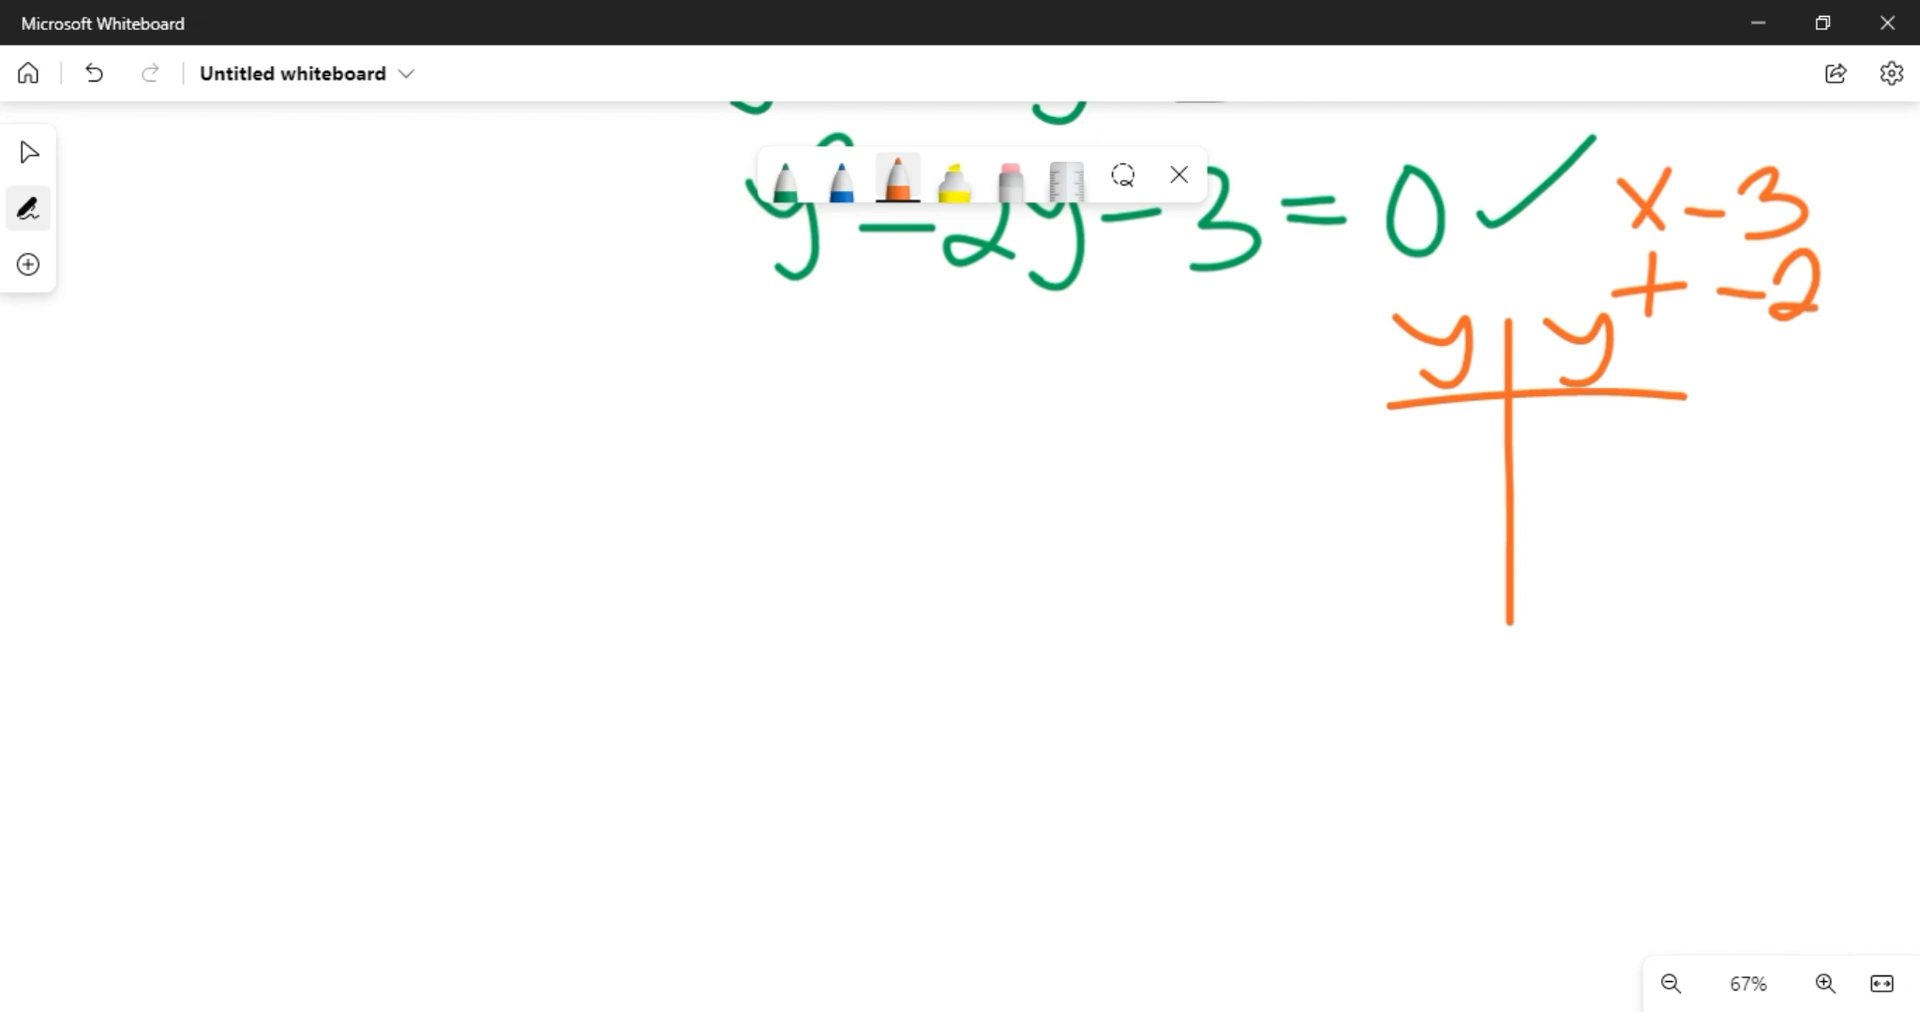 Microsoft Whiteboard
Untitled whiteboard
y² – 2y – 3 = 0 ✓
x – 3
+ – 2
y | y
67%